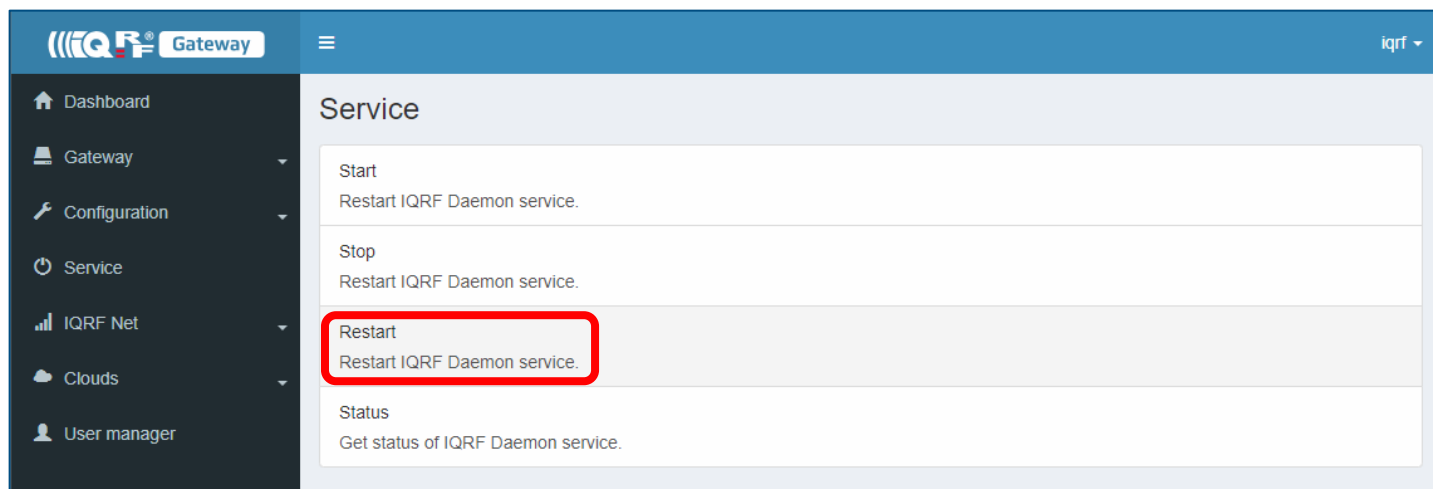 IQRF® Gateway
iqrf
Dashboard
Gateway
Configuration
Service
IQRF Net
Clouds
User manager
Service
Start
Restart IQRF Daemon service.
Stop
Restart IQRF Daemon service.
Restart
Restart IQRF Daemon service.
Status
Get status of IQRF Daemon service.